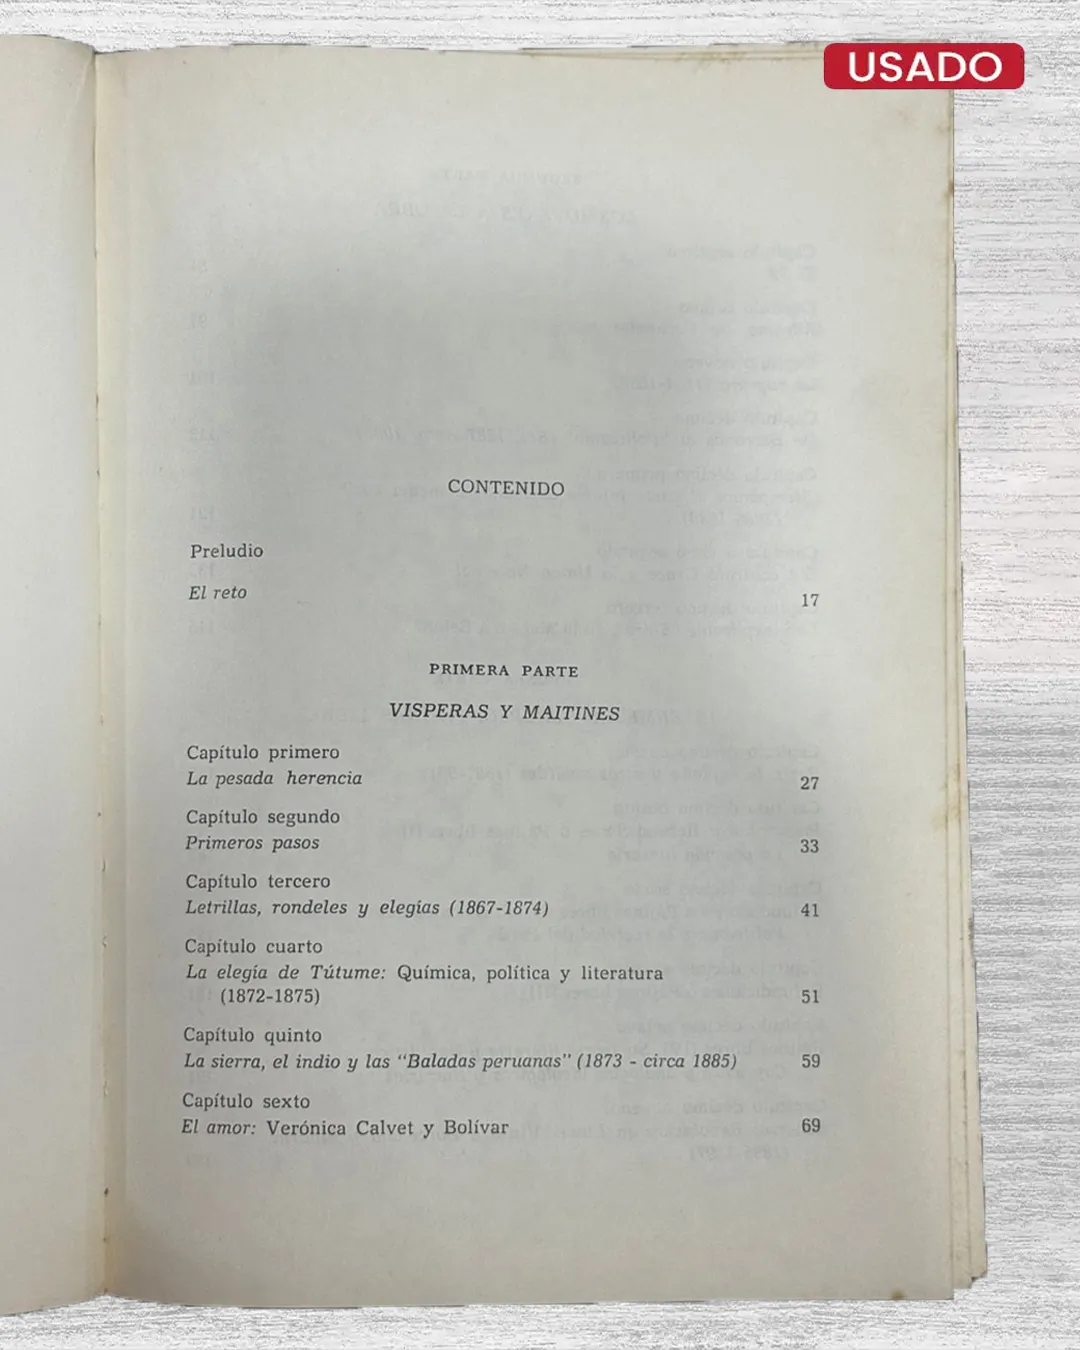 USADO
CONTENIDO
Preludio
El reto 17
PRIMERA PARTE
VISPERAS Y MAITINES
Capítulo primero
La pesada herencia 27
Capítulo segundo
Primeros pasos 33
Capítulo tercero
Letrillas, rondeles y elegías (1867-1874) 41
Capítulo cuarto
La elegía de Tútume: Química, política y literatura
(1872-1875) 51
Capítulo quinto
La sierra, el indio y las "Baladas peruanas" (1873 - circa 1885) 59
Capítulo sexto
El amor: Verónica Calvet y Bolívar 69